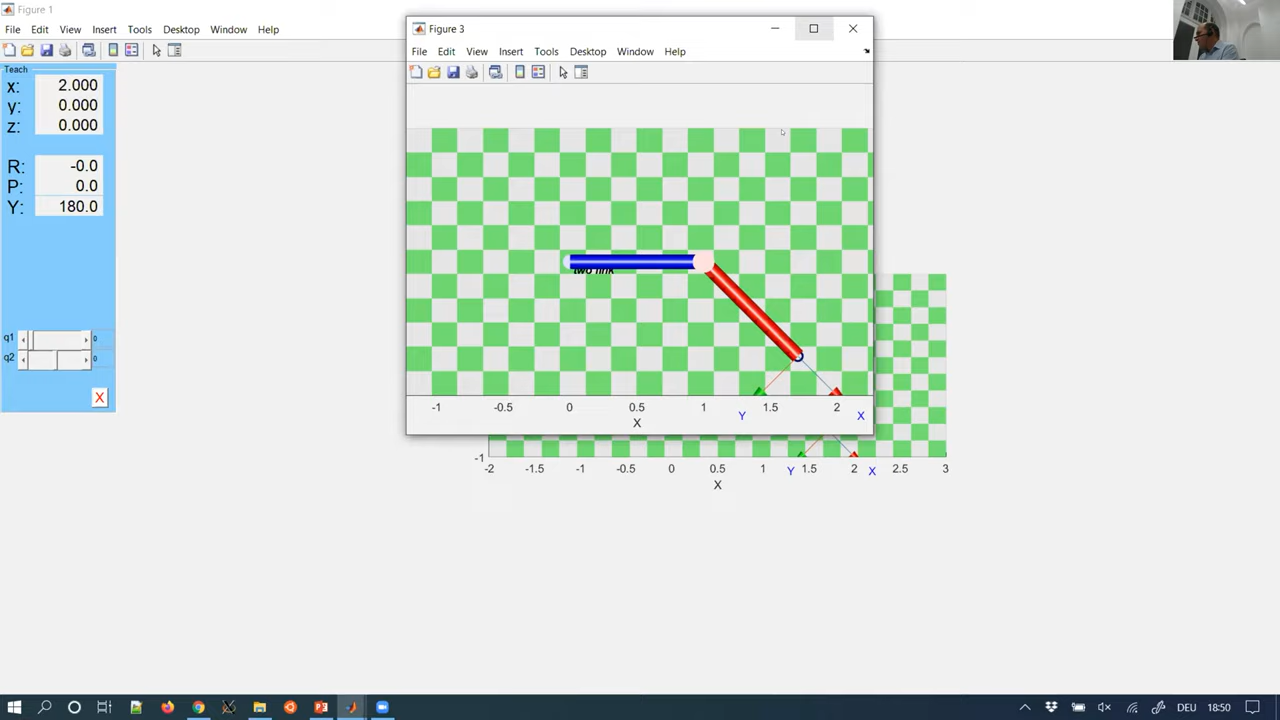 Figure 1
File Edit View Insert Tools Desktop Window Help
Teach
x: 2.000
y: 0.000
z: 0.000
R: -0.0
P: 0.0
Y: 180.0
q1 0
q2 0
X
Figure 3
File Edit View Insert Tools Desktop Window Help
two link
-1 -0.5 0 0.5 1 1.5 2
Y X
X
-1
-2 -1.5 -1 -0.5 0 0.5 1 1.5 2 2.5 3
Y X
X
DEU 18:50